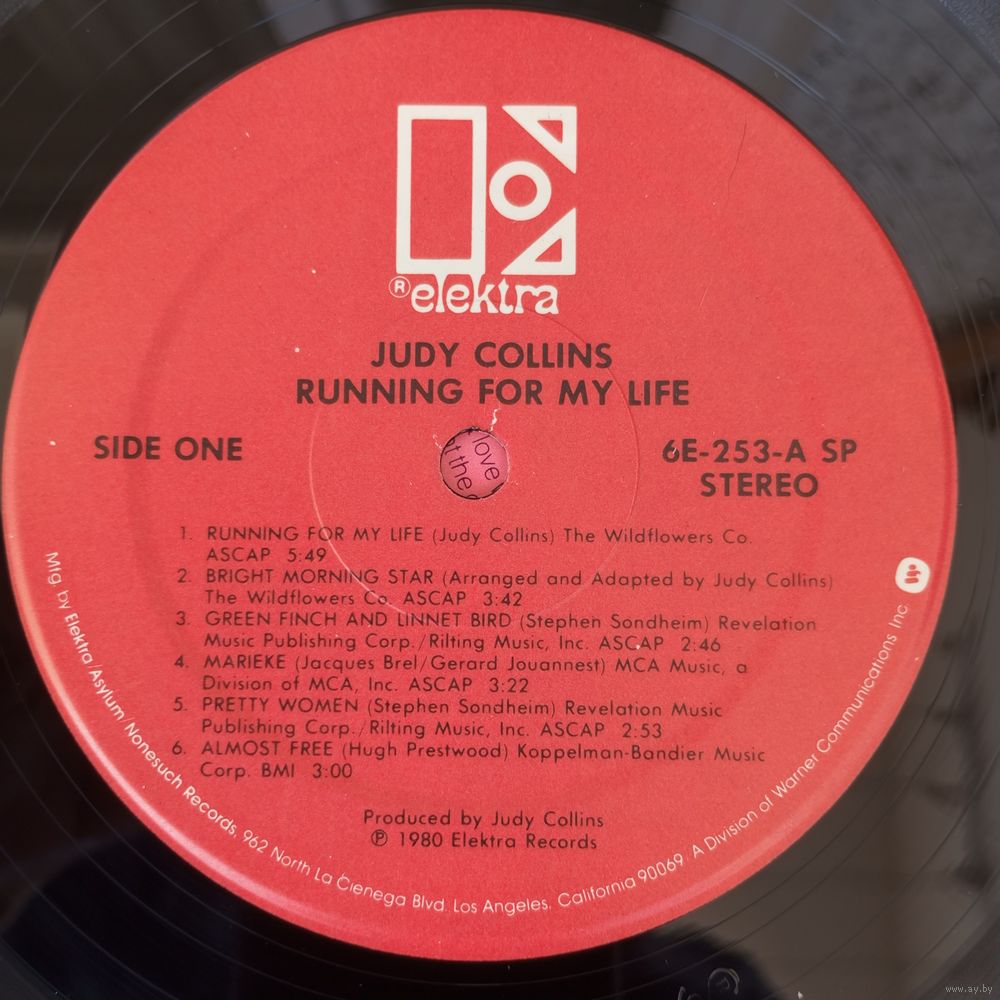 ® elektra
JUDY COLLINS
RUNNING FOR MY LIFE
SIDE ONE
6E-253-A SP
STEREO
love
t the
1. RUNNING FOR MY LIFE (Judy Collins) The Wildflowers Co.
ASCAP 5:49
2. BRIGHT MORNING STAR (Arranged and Adapted by Judy Collins)
The Wildflowers Co. ASCAP 3:42
3. GREEN FINCH AND LINNET BIRD (Stephen Sondheim) Revelation
Music Publishing Corp./Rilting Music, Inc. ASCAP 2:46
4. MARIEKE (Jacques Brel/Gerard Jouannest) MCA Music, a
Division of MCA, Inc. ASCAP 3:22
5. PRETTY WOMEN (Stephen Sondheim) Revelation Music
Publishing Corp./Rilting Music, Inc. ASCAP 2:53
6. ALMOST FREE (Hugh Prestwood) Koppelman-Bandier Music
Corp. BMI 3:00
Produced by Judy Collins
℗ 1980 Elektra Records
Mfg. by Elektra/Asylum/Nonesuch Records, 962 North La Cienega Blvd. Los Angeles, California 90069 A Division of Warner Communications Inc
www.ay.by